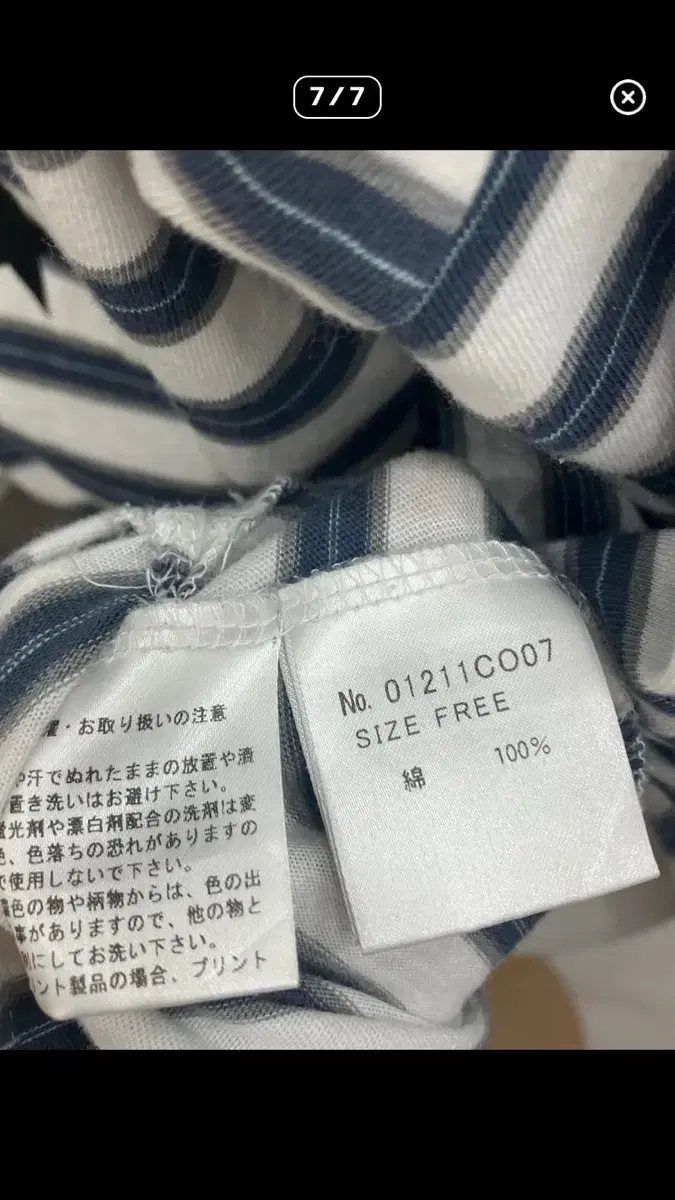 7/7
濯・お取り扱いの注意
や汗でぬれたままの放置や漬
置き洗いはお避け下さい。
蛍光剤や漂白剤配合の洗剤は変
色、色落ちの恐れがありますの
で使用しないで下さい。
濃色の物や柄物からは、色の出
事がありますので、他の物と
別にしてお洗い下さい。
リント製品の場合、プリント
No. 01211CO07
SIZE FREE
綿 100%